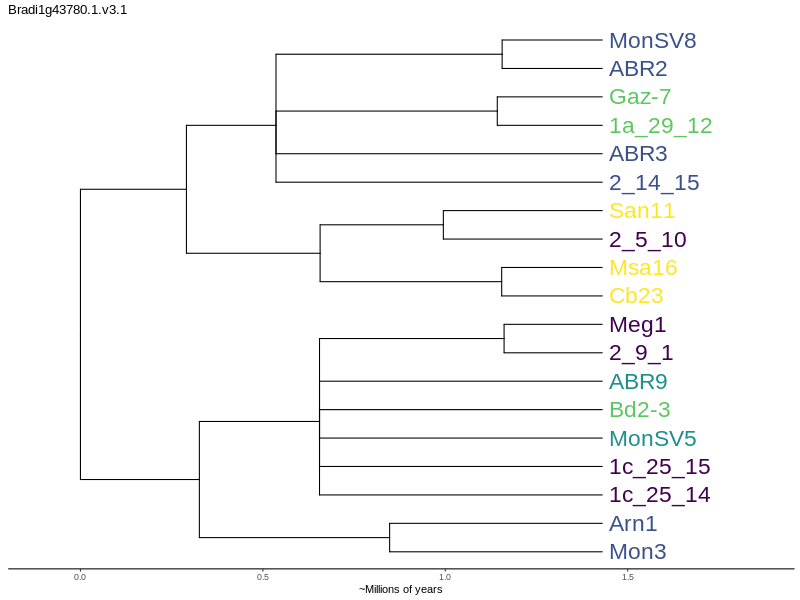 Bradi1g43780.1.v3.1
MonSV8
ABR2
Gaz-7
1a_29_12
ABR3
2_14_15
San11
2_5_10
Msa16
Cb23
Meg1
2_9_1
ABR9
Bd2-3
MonSV5
1c_25_15
1c_25_14
Arn1
Mon3
0.0 0.5 1.0 1.5
~Millions of years